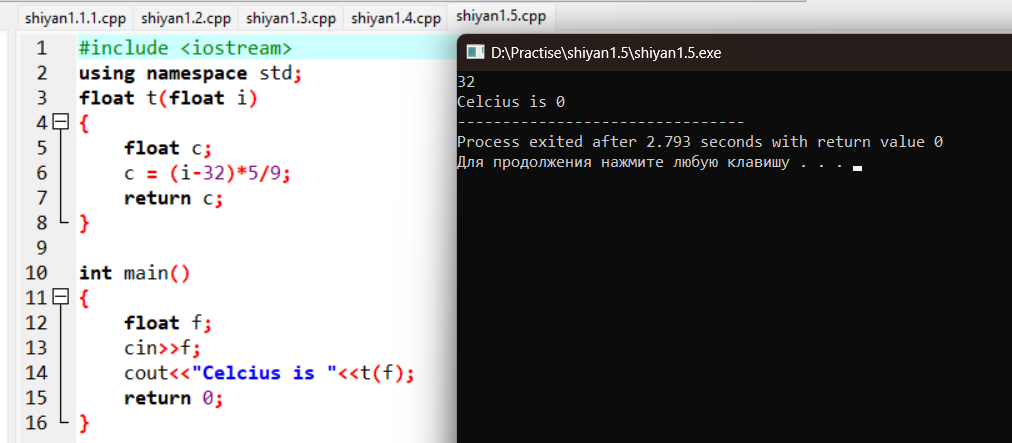 shiyan1.1.1.cpp shiyan1.2.cpp shiyan1.3.cpp shiyan1.4.cpp shiyan1.5.cpp
1 #include <iostream>
2 using namespace std;
3 float t(float i)
4 {
5 float c;
6 c = (i-32)*5/9;
7 return c;
8 }
9
10 int main()
11 {
12 float f;
13 cin>>f;
14 cout<<"Celcius is "<<t(f);
15 return 0;
16 }
D:\Practise\shiyan1.5\shiyan1.5.exe
32
Celcius is 0
--------------------------------
Process exited after 2.793 seconds with return value 0
Для продолжения нажмите любую клавишу . . .